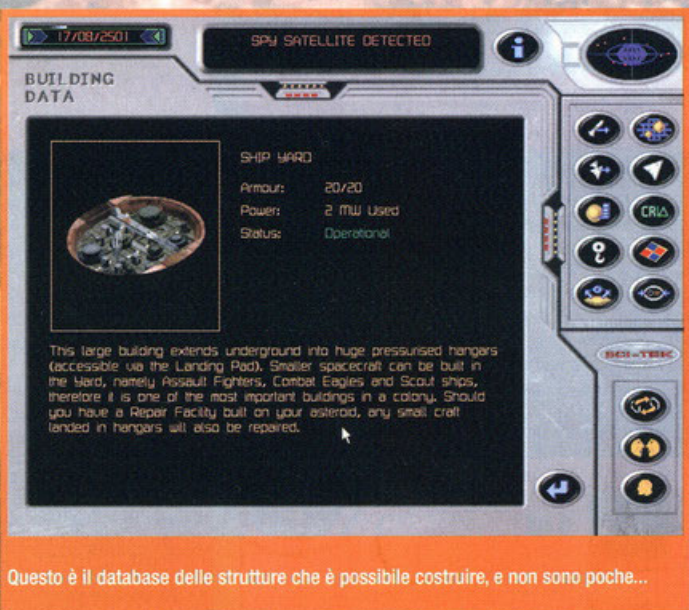 17/08/2501
SPY SATELLITE DETECTED
BUILDING
DATA
SHIP YARD
Armour: 20/20
Power: 2 MW Used
Status: Operational
This large building extends underground into huge pressurised hangars
(accessible via the Landing Pad). Smaller spacecraft can be built in
the Yard, namely Assault Fighters, Combat Eagles and Scout ships,
therefore it is one of the most important buildings in a colony. Should
you have a Repair Facility built on your asteroid, any small craft
landed in hangars will also be repaired.
CRIA
SCI-TEK
Questo è il database delle strutture che è possibile costruire, e non sono poche...